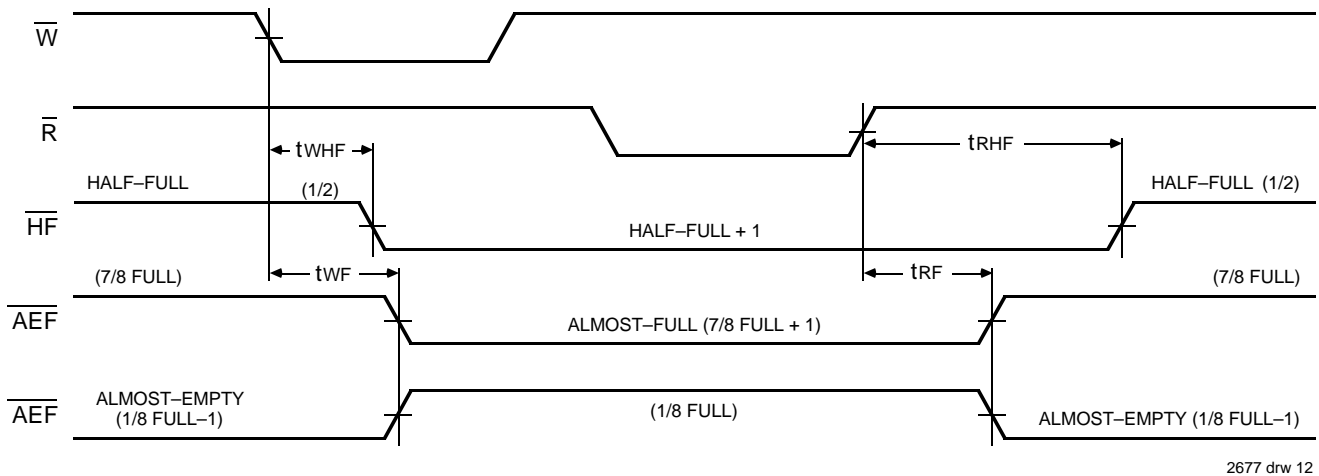 W
R
tWHF
tRHF
HALF–FULL
(1/2)
HALF–FULL (1/2)
HF
HALF–FULL + 1
tWF
tRF
(7/8 FULL)
(7/8 FULL)
AEF
ALMOST–FULL (7/8 FULL + 1)
AEF
ALMOST–EMPTY
(1/8 FULL–1)
(1/8 FULL)
ALMOST–EMPTY (1/8 FULL–1)
2677 drw 12